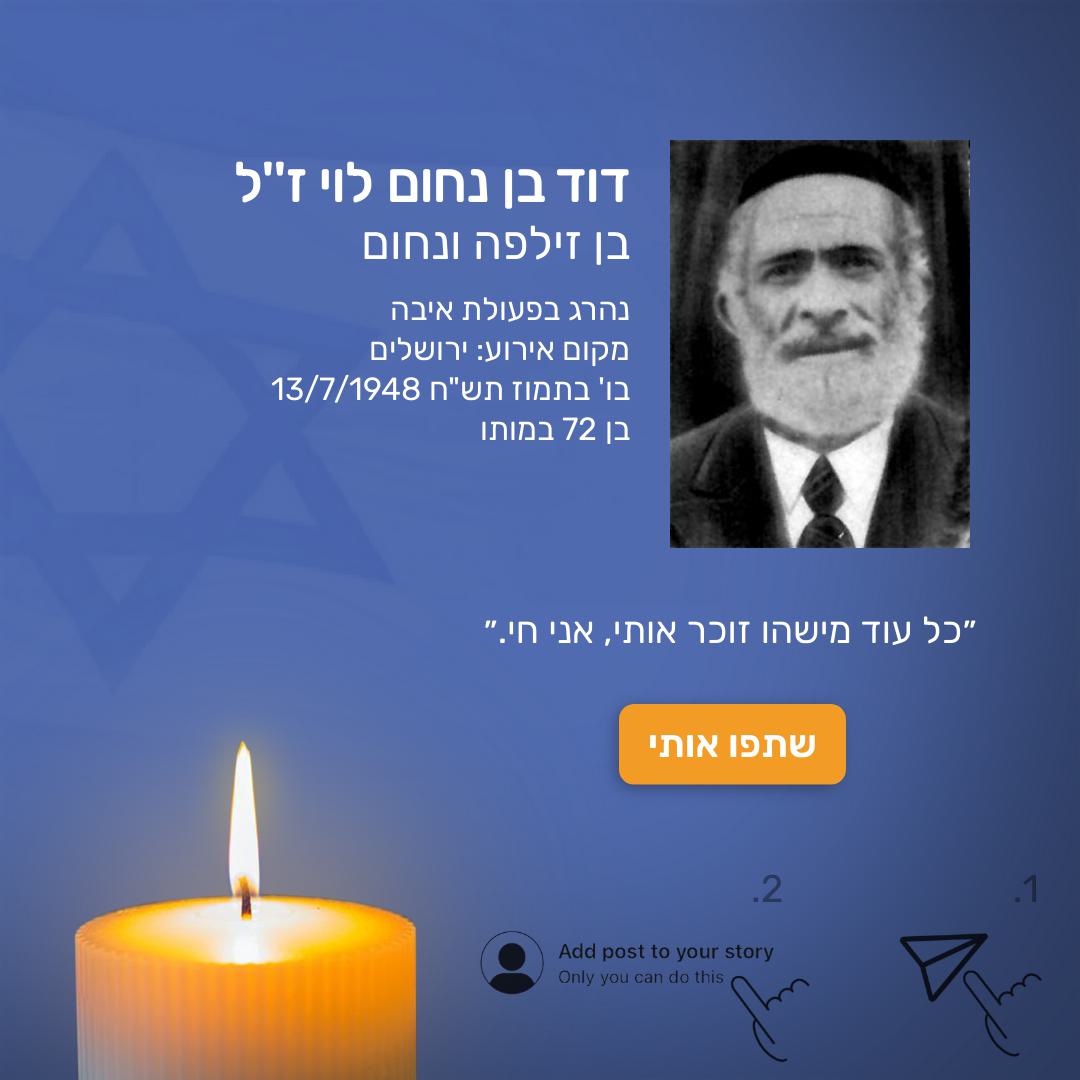 דוד בן נחום לוי ז"ל
בן זילפה ונחום
נהרג בפעולת איבה
מקום אירוע: ירושלים
בו' בתמוז תש"ח 13/7/1948
בן 72 במותו
״כל עוד מישהו זוכר אותי, אני חי.״
שתפו אותי
1.
2.
Add post to your story
Only you can do this